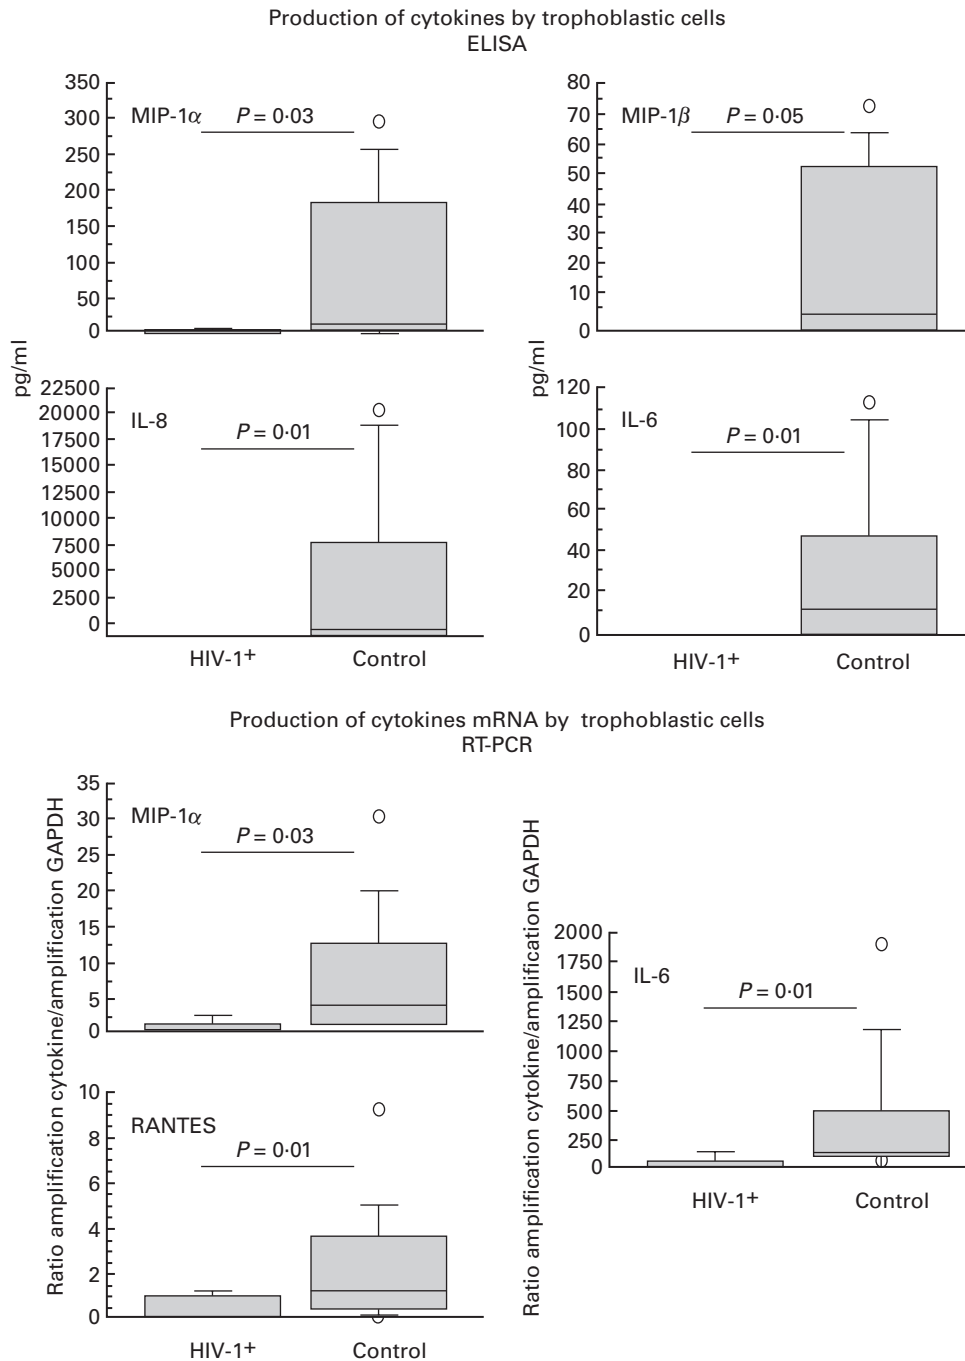 Production of cytokines by trophoblastic cells
ELISA
pg/ml
350
300
250
200
150
100
50
0
MIP-1α
P = 0·03
pg/ml
80
70
60
50
40
30
20
10
0
MIP-1β
P = 0·05
22500
20000
17500
15000
12500
10000
7500
5000
2500
0
IL-8
P = 0·01
HIV-1+
Control
120
100
80
60
40
20
0
IL-6
P = 0·01
HIV-1+
Control
Production of cytokines mRNA by trophoblastic cells
RT-PCR
Ratio amplification cytokine/amplification GAPDH
35
30
25
20
15
10
5
0
MIP-1α
P = 0·03
10
8
6
4
2
0
RANTES
P = 0·01
HIV-1+
Control
Ratio amplification cytokine/amplification GAPDH
2000
1750
1500
1250
1000
750
500
250
0
IL-6
P = 0·01
HIV-1+
Control